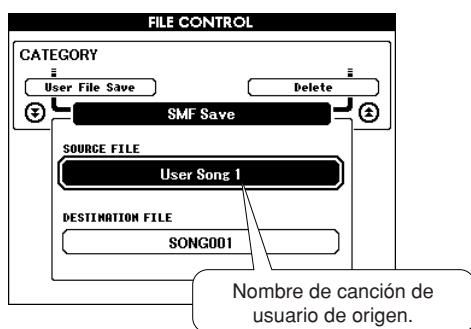 FILE CONTROL
CATEGORY
User File Save
Delete
SMF Save
SOURCE FILE
User Song 1
DESTINATION FILE
SONG001
Nombre de canción de
usuario de origen.